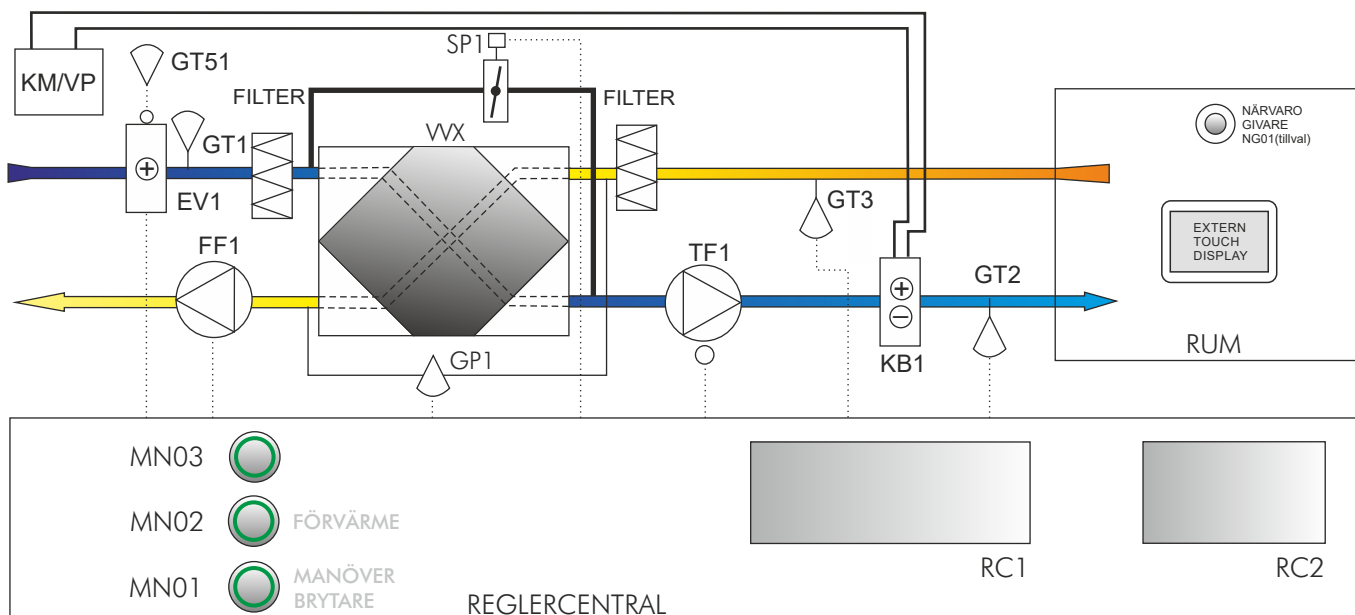 KM/VP
GT51
SP1
FILTER
FILTER
NÄRVARO
GIVARE
NG01(tillval)
GT1
VVX
EV1
GT3
EXTERN
TOUCH
DISPLAY
FF1
TF1
GT2
GP1
KB1
RUM
MN03
MN02
FÖRVÄRME
MN01
MANÖVER
BRYTARE
REGLERCENTRAL
RC1
RC2